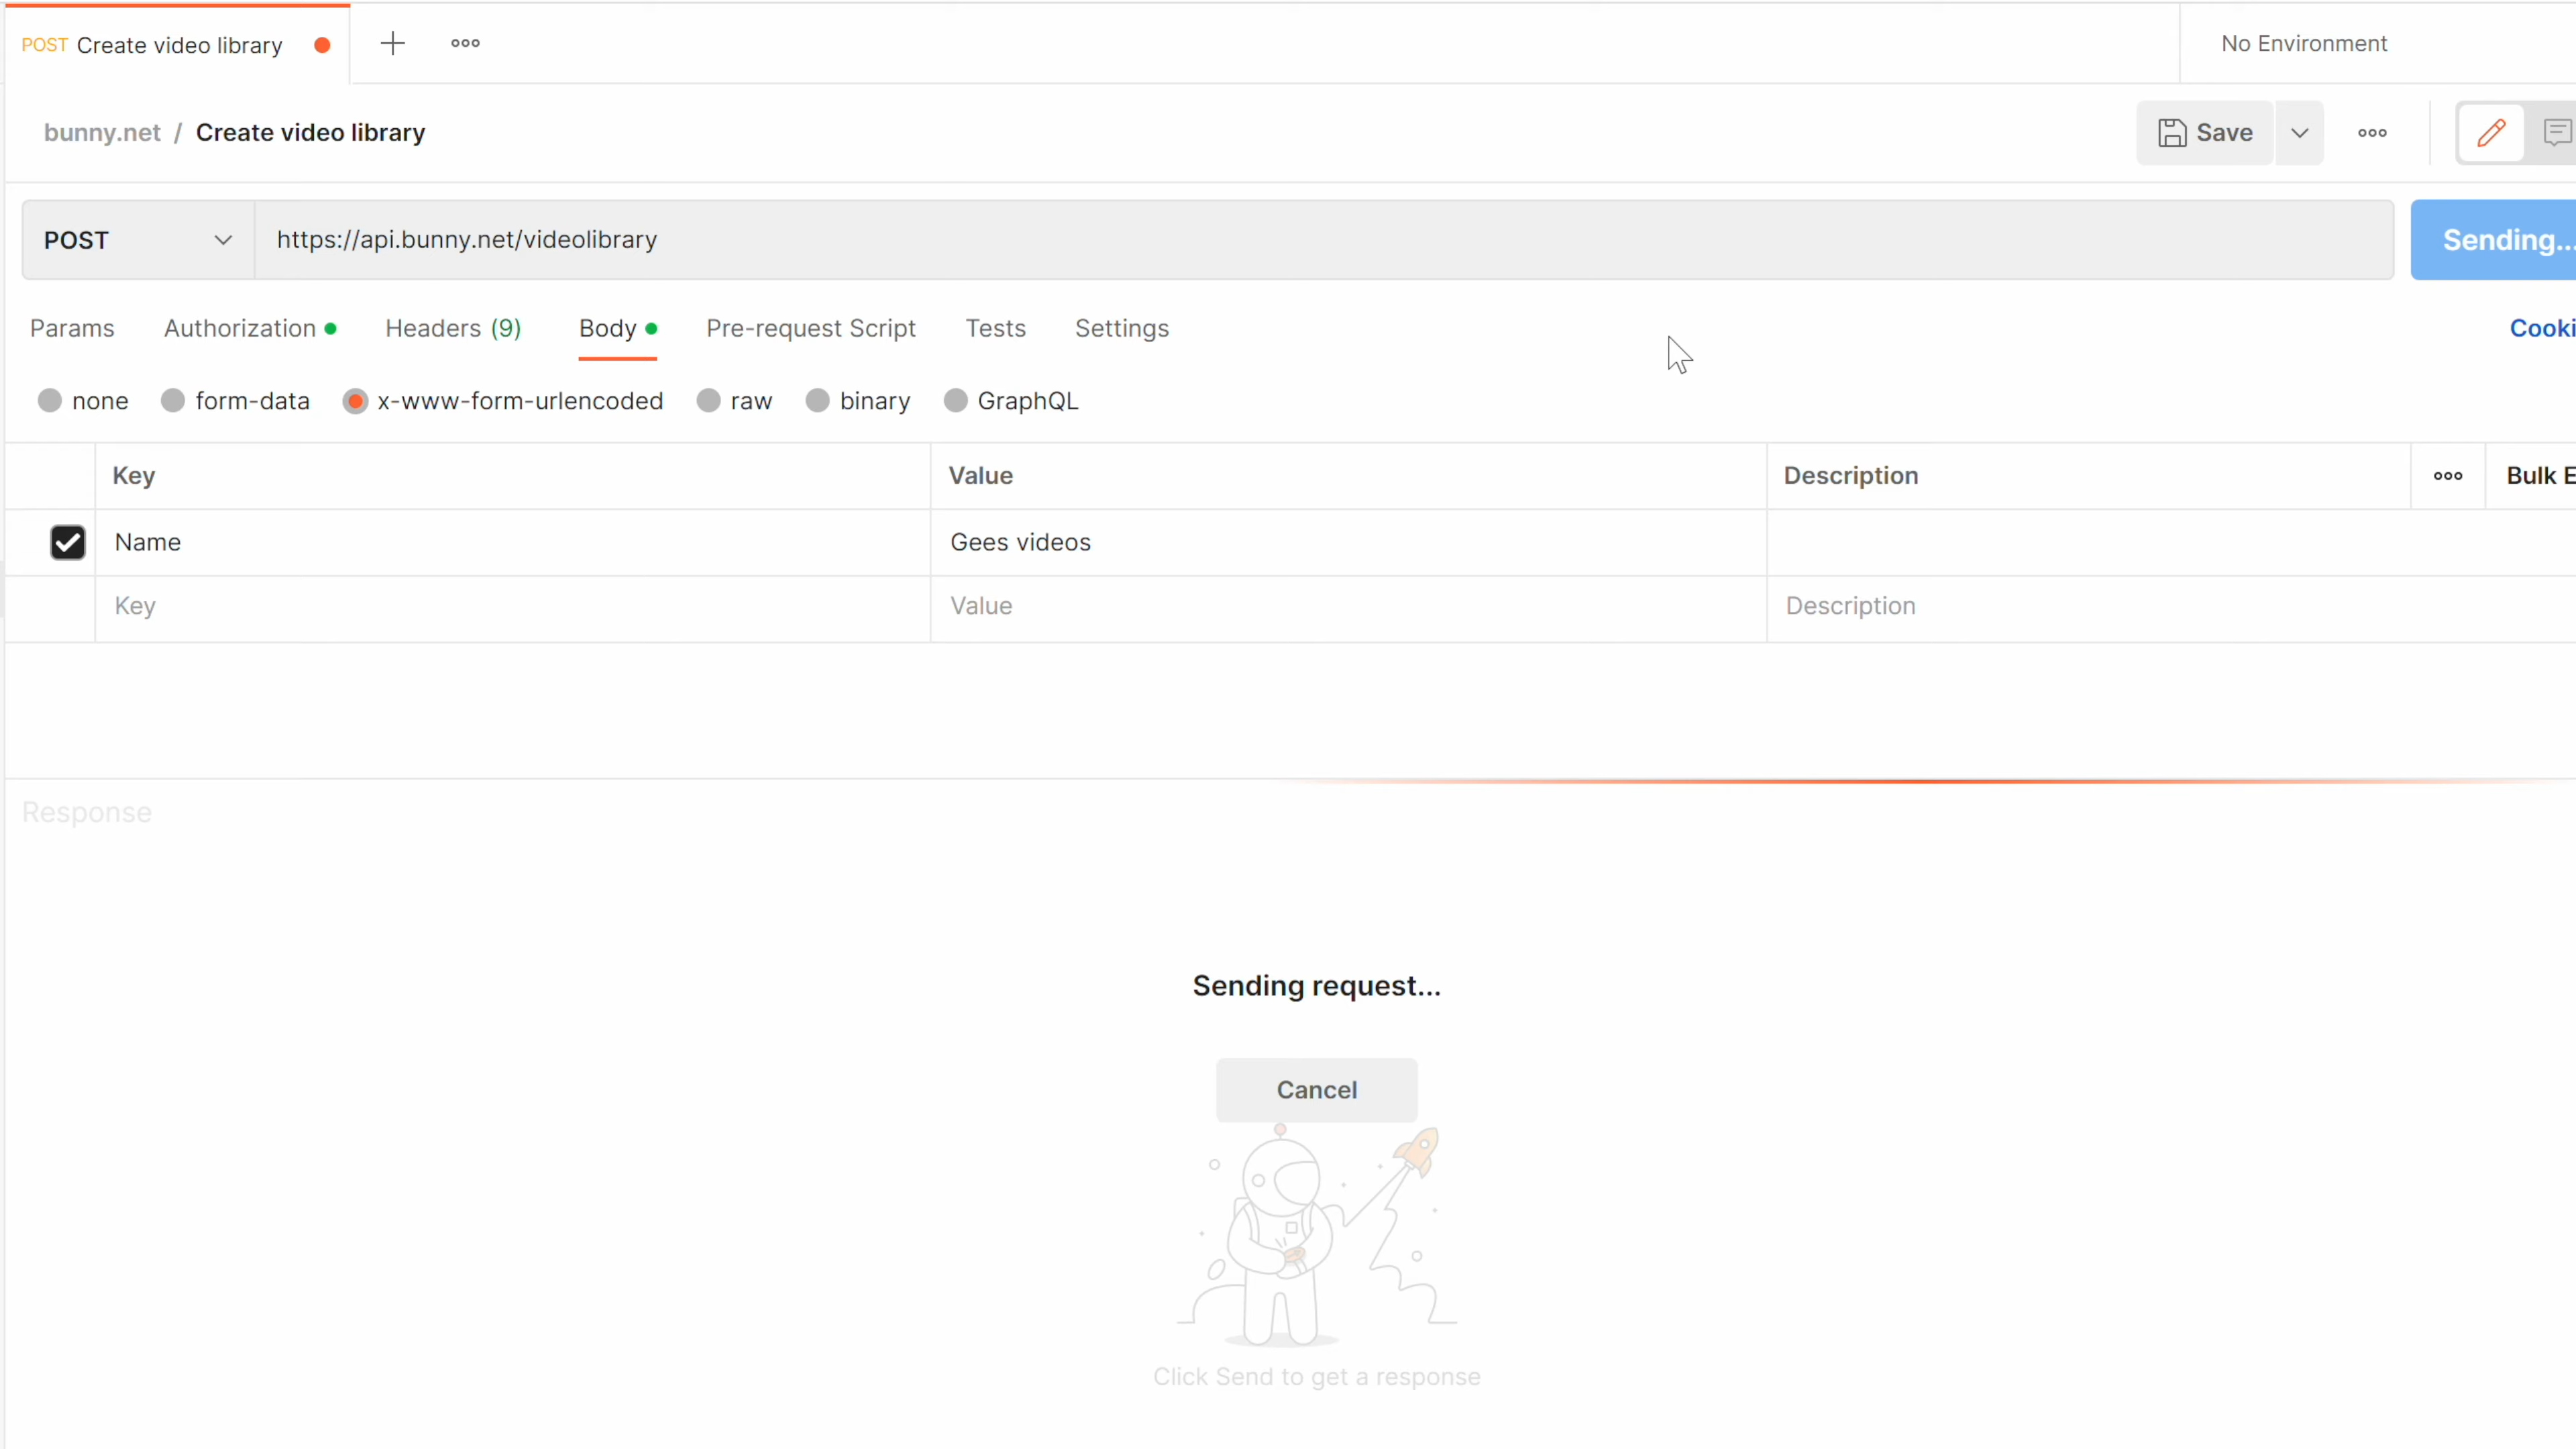 POST Create video library
No Environment
bunny.net / Create video library
Save
POST
https://api.bunny.net/videolibrary
Sending...
Params Authorization Headers (9) Body Pre-request Script Tests Settings
Cooki
none form-data x-www-form-urlencoded raw binary GraphQL
Key Value Description Bulk E
Name Gees videos
Key Value Description
Response
Sending request...
Cancel
Click Send to get a response